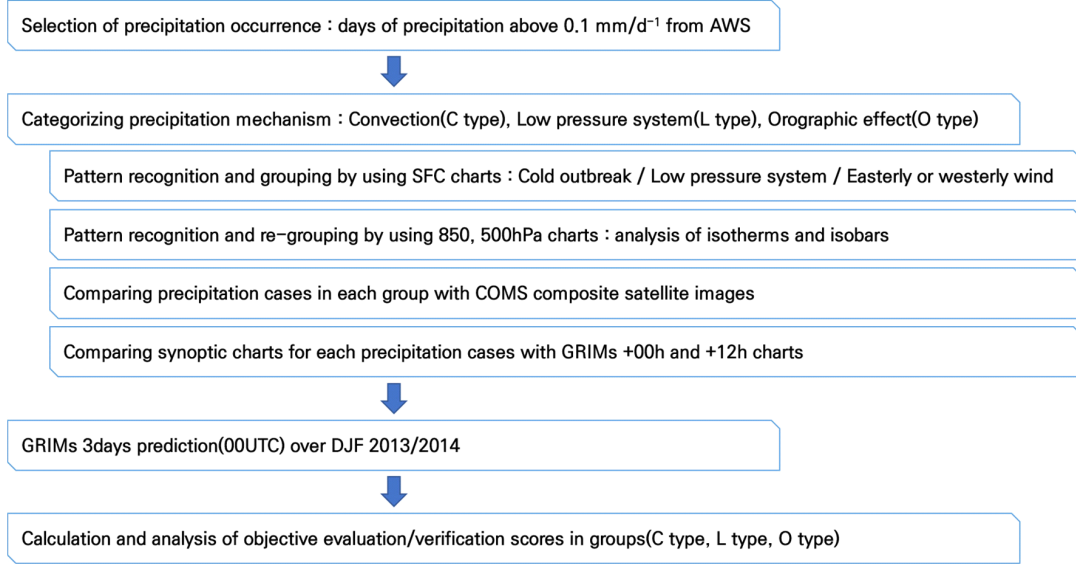 Selection of precipitation occurrence : days of precipitation above 0.1 mm/d⁻¹ from AWS
Categorizing precipitation mechanism : Convection(C type), Low pressure system(L type), Orographic effect(O type)
Pattern recognition and grouping by using SFC charts : Cold outbreak / Low pressure system / Easterly or westerly wind
Pattern recognition and re-grouping by using 850, 500hPa charts : analysis of isotherms and isobars
Comparing precipitation cases in each group with COMS composite satellite images
Comparing synoptic charts for each precipitation cases with GRIMs +00h and +12h charts
GRIMs 3days prediction(00UTC) over DJF 2013/2014
Calculation and analysis of objective evaluation/verification scores in groups(C type, L type, O type)